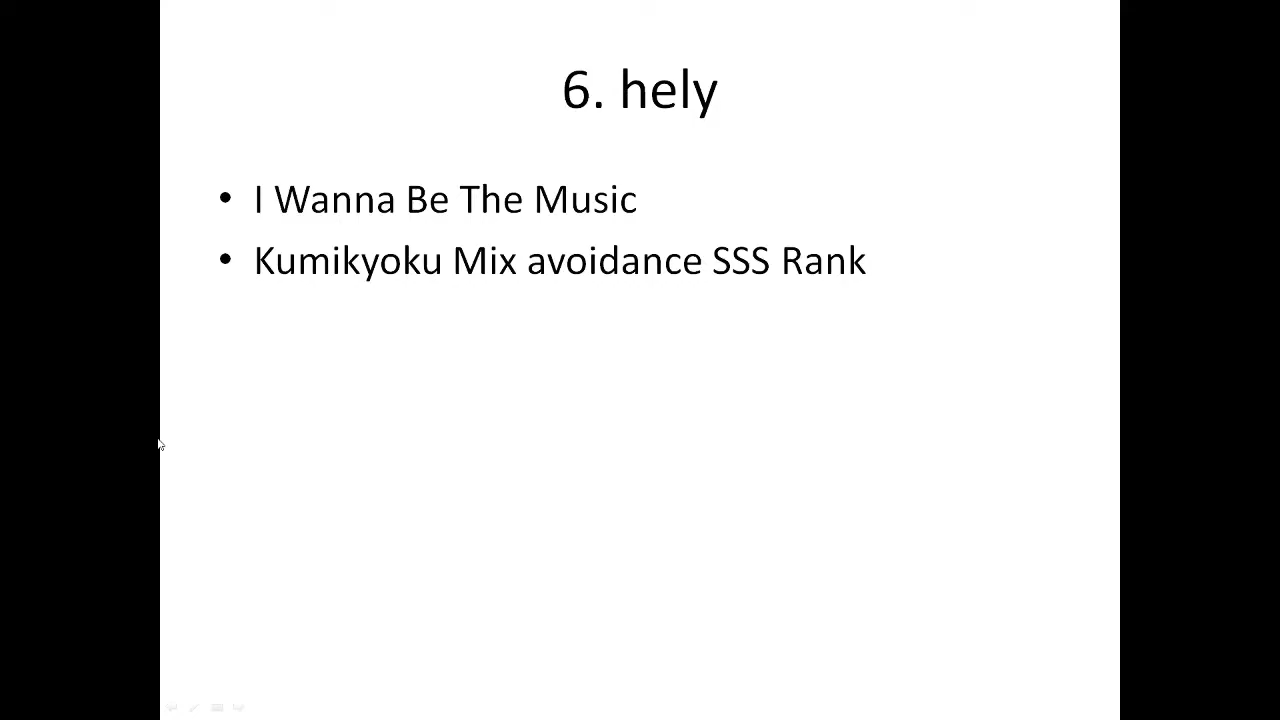 6. hely
• I Wanna Be The Music
• Kumikyoku Mix avoidance SSS Rank